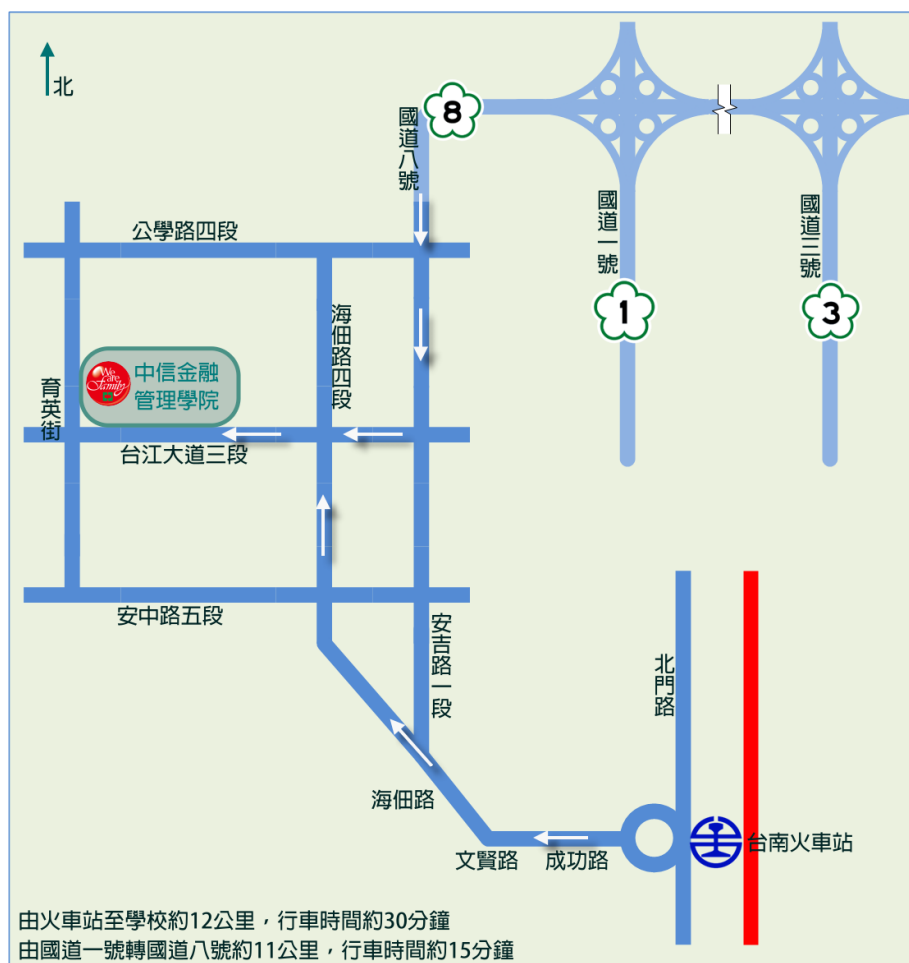 北
8
國道八號
國道一號
國道三號
1
3
公學路四段
海佃路四段
育英街
We are Family
中信金融
管理學院
台江大道三段
安中路五段
安吉路一段
北門路
海佃路
文賢路
成功路
台南火車站
由火車站至學校約12公里，行車時間約30分鐘
由國道一號轉國道八號約11公里，行車時間約15分鐘